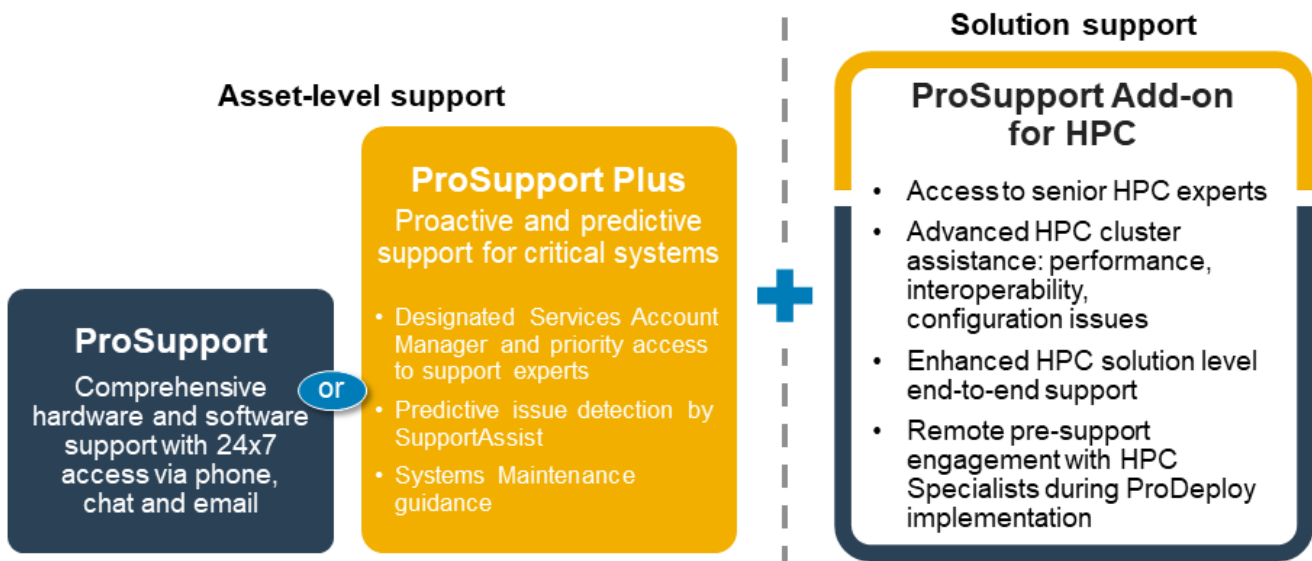 Asset-level support
ProSupport
Comprehensive
hardware and software
support with 24x7
access via phone,
chat and email
or
ProSupport Plus
Proactive and predictive
support for critical systems
• Designated Services Account
Manager and priority access
to support experts
• Predictive issue detection by
SupportAssist
• Systems Maintenance
guidance
Solution support
ProSupport Add-on
for HPC
• Access to senior HPC experts
• Advanced HPC cluster
assistance: performance,
interoperability,
configuration issues
• Enhanced HPC solution level
end-to-end support
• Remote pre-support
engagement with HPC
Specialists during ProDeploy
implementation